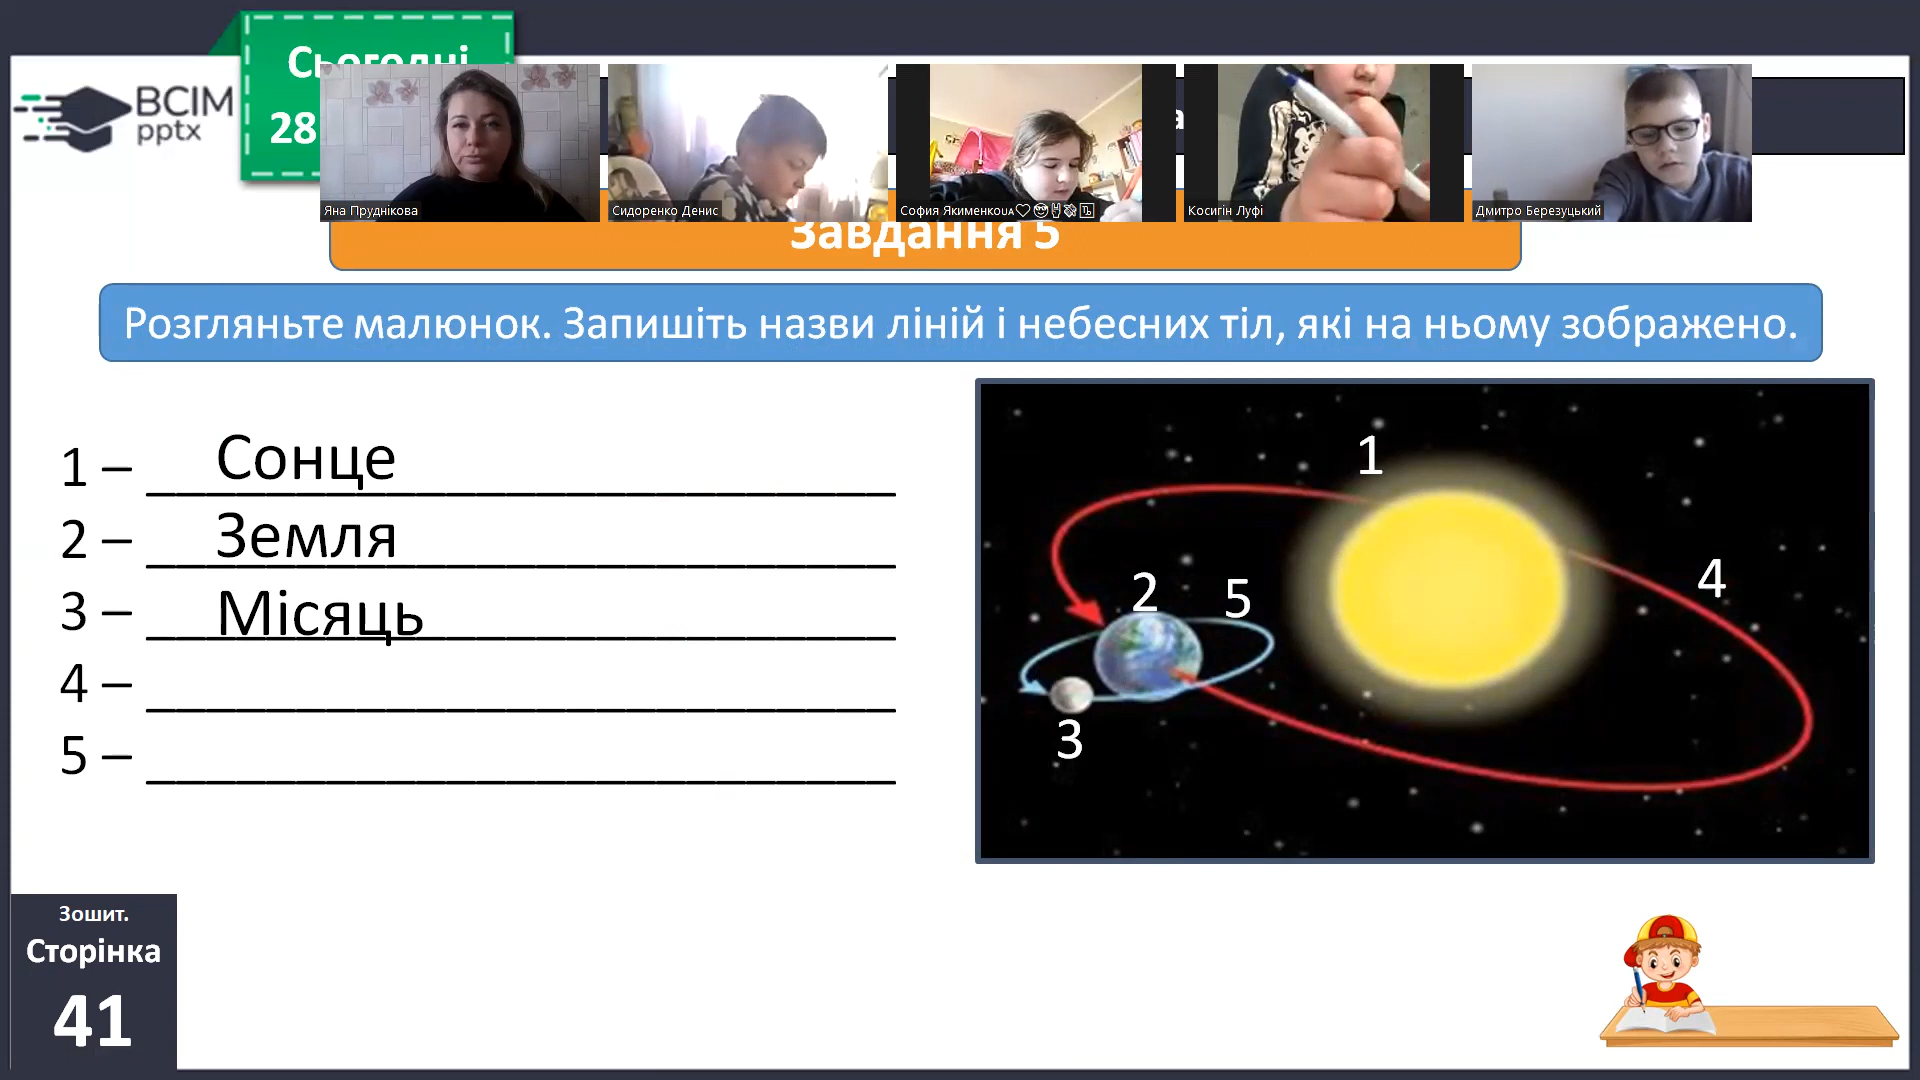 Сьогодні
ВСІМ
pptx
28
Яна Пруднікова
Сидоренко Денис
София Якименко
Косигін Луфі
Дмитро Березуцький
Завдання 5
Розгляньте малюнок. Запишіть назви ліній і небесних тіл, які на ньому зображено.
1 – Сонце
2 – Земля
3 – Місяць
4 –
5 –
1
2
5
4
3
Зошит.
Сторінка
41